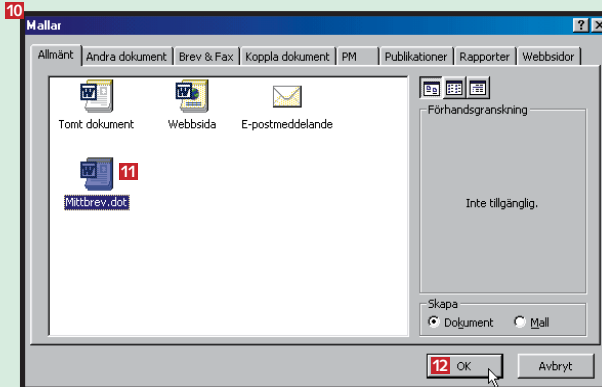 10
Mallar
Allmänt Andra dokument Brev & Fax Koppla dokument PM Publikationer Rapporter Webbsidor
Tomt dokument Webbsida E-postmeddelande
11
Mittbrev.dot
Förhandsgranskning
Inte tillgänglig.
Skapa
Dokument Mall
12 OK Avbryt